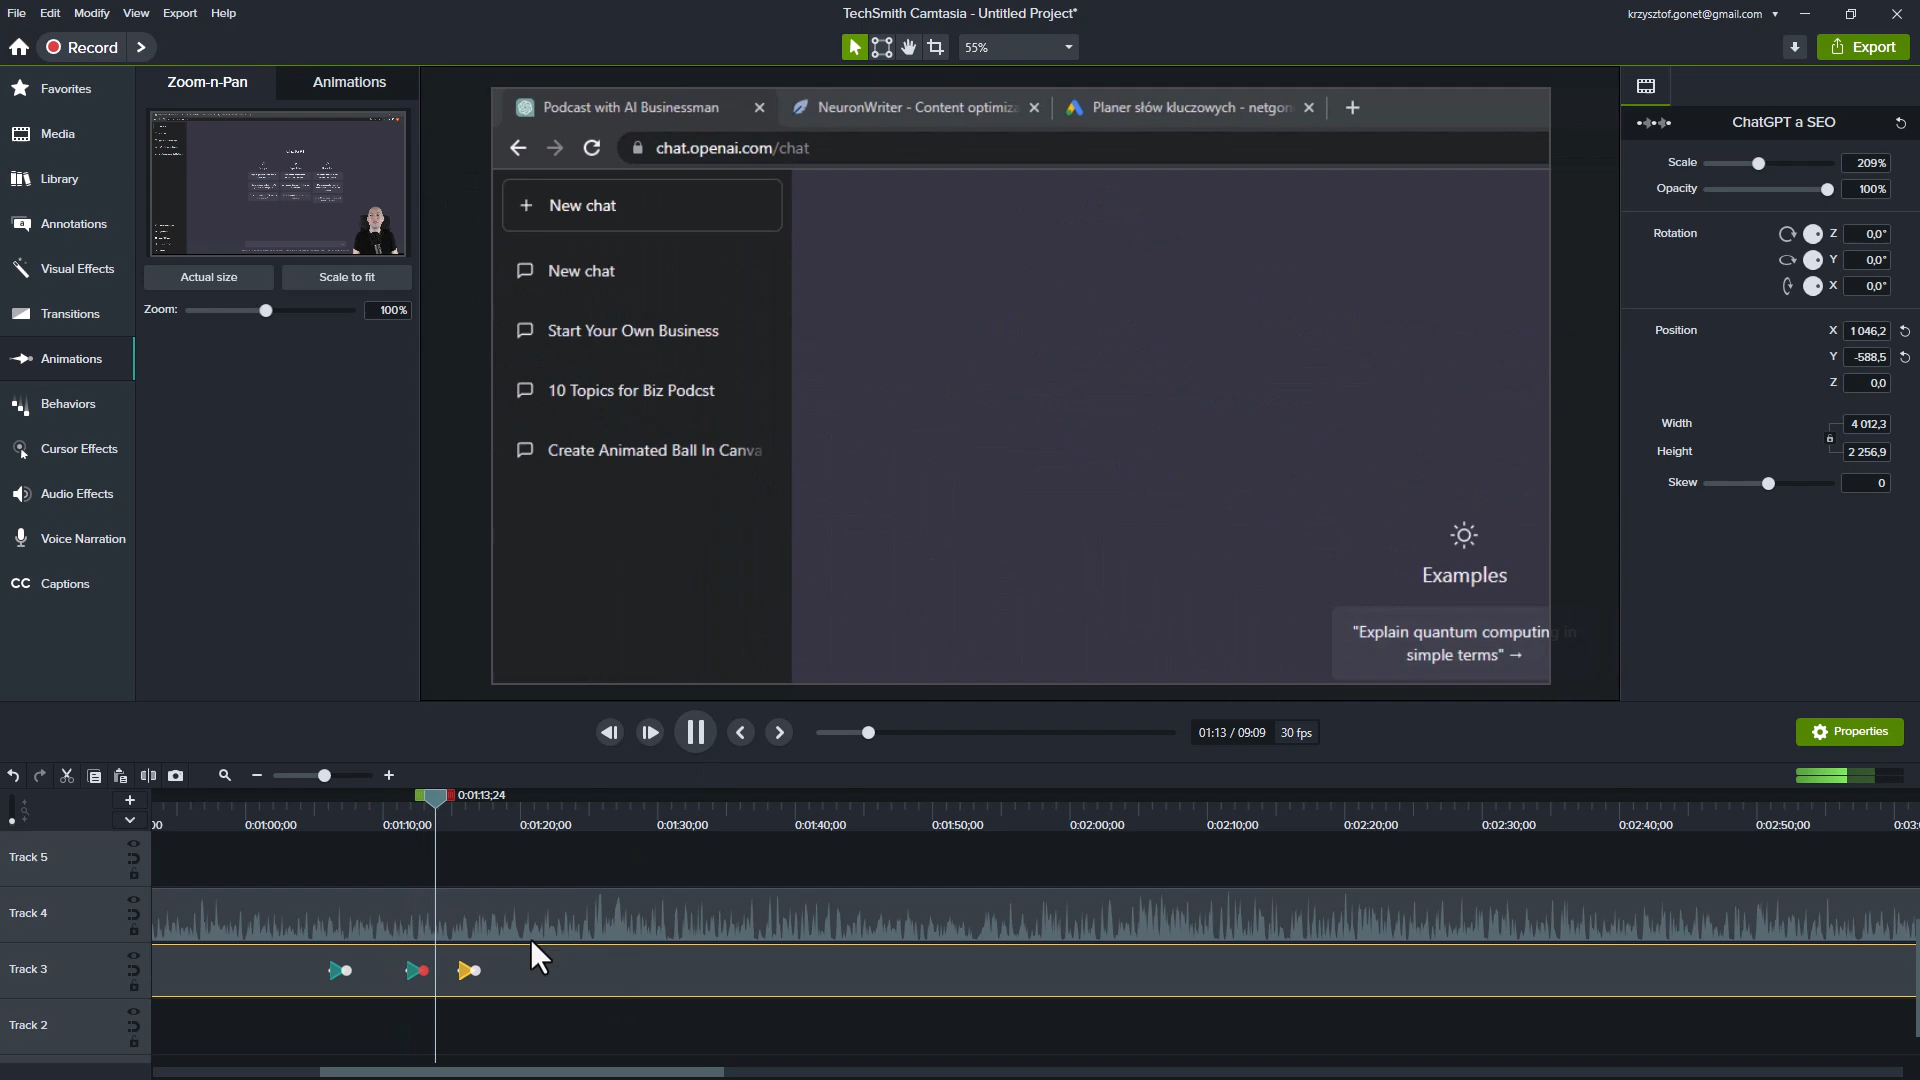 File Edit Modify View Export Help
TechSmith Camtasia - Untitled Project*
krzysztof.gonet@gmail.com
Record
55%
Export
Favorites
Media
Library
Annotations
Visual Effects
Transitions
Animations
Behaviors
Cursor Effects
Audio Effects
Voice Narration
CC Captions
Zoom-n-Pan Animations
Actual size Scale to fit
Zoom: 100%
Podcast with AI Businessman
NeuronWriter - Content optimiza
Planer słów kluczowych - netgon
chat.openai.com/chat
New chat
New chat
Start Your Own Business
10 Topics for Biz Podcst
Create Animated Ball In Canva
Examples
"Explain quantum computing in
simple terms" →
ChatGPT a SEO
Scale 209%
Opacity 100%
Rotation Z 0,0°
Y 0,0°
X 0,0°
Position X 1 046,2
Y -588,5
Z 0,0
Width 4 012,3
Height 2 256,9
Skew 0
01:13 / 09:09 30 fps
Properties
0:01:13;24
00 0:01:00;00 0:01:10;00 0:01:20;00 0:01:30;00 0:01:40;00 0:01:50;00 0:02:00;00 0:02:10;00 0:02:20;00 0:02:30;00 0:02:40;00 0:02:50;00 0:03:
Track 5
Track 4
Track 3
Track 2